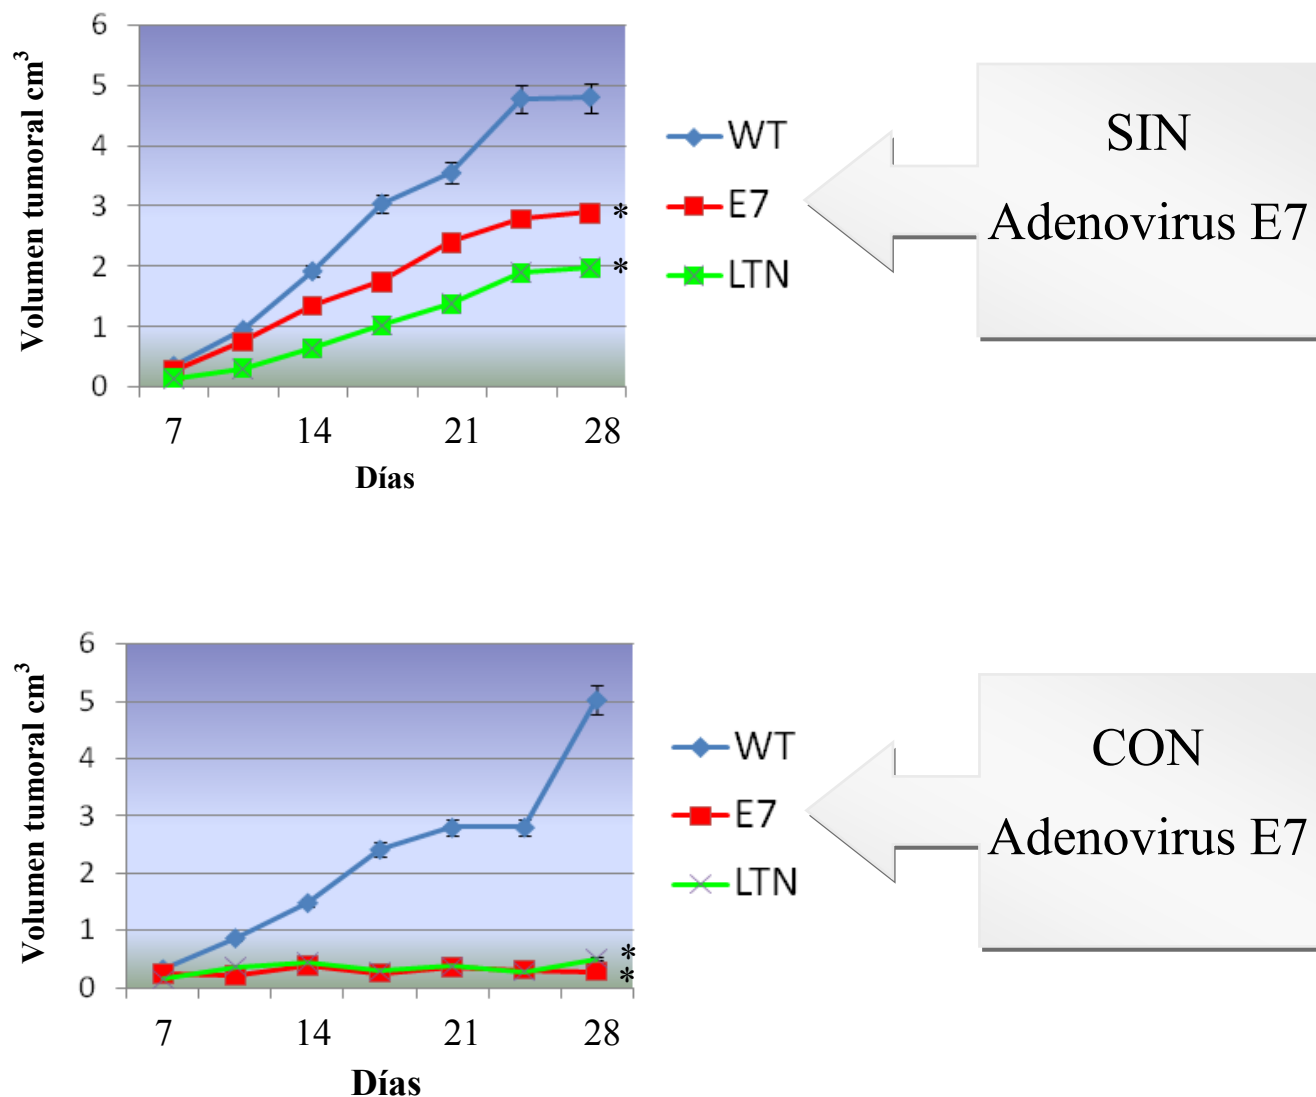 6
5
4
3
2
1
0
Volumen tumoral cm³
7 14 21 28
Días
*
*
WT
E7
LTN
SIN
Adenovirus E7
6
5
4
3
2
1
0
Volumen tumoral cm³
7 14 21 28
Días
*
*
WT
E7
LTN
CON
Adenovirus E7